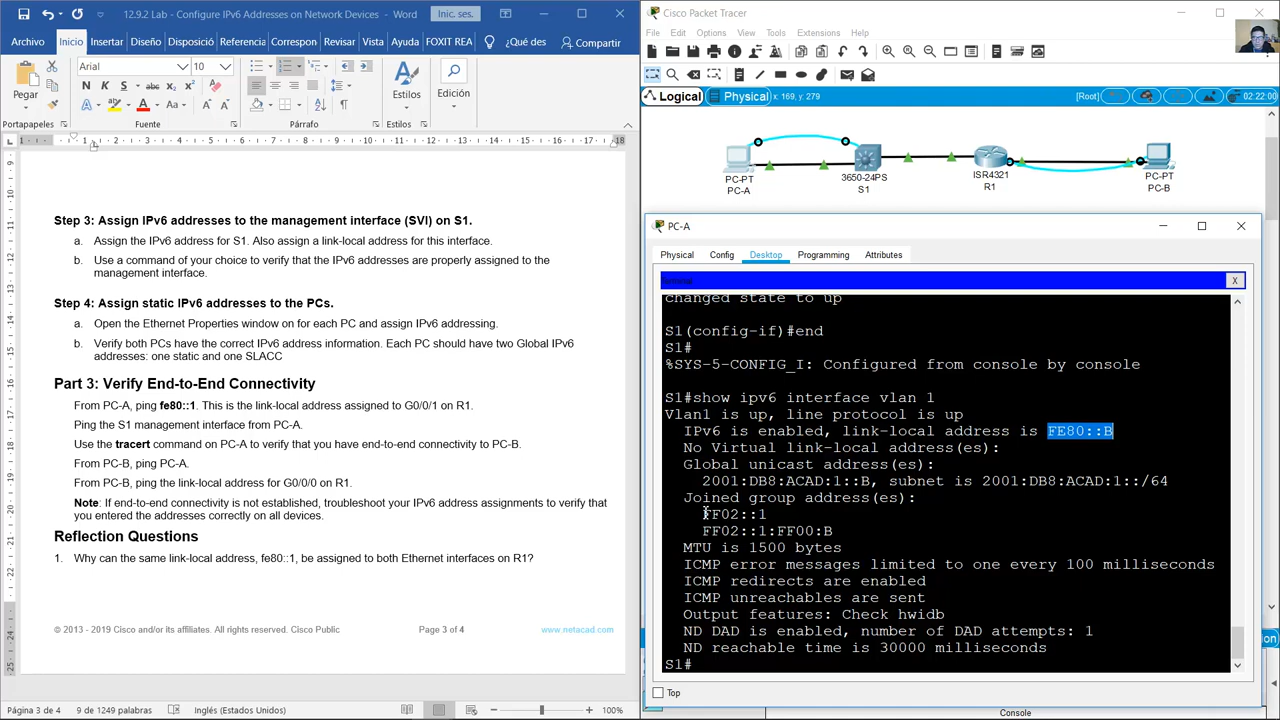 12.9.2 Lab - Configure IPv6 Addresses on Network Devices - Word
Inic. ses.
Archivo
Inicio
Insertar
Diseño
Disposició
Referencia
Correspon
Revisar
Vista
Ayuda
FOXIT REA
¿Qué des
Compartir
Pegar
Arial
10
N K S
Estilos
Edición
Portapapeles
Fuente
Párrafo
Estilos
Step 3: Assign IPv6 addresses to the management interface (SVI) on S1.
a. Assign the IPv6 address for S1. Also assign a link-local address for this interface.
b. Use a command of your choice to verify that the IPv6 addresses are properly assigned to the
management interface.
Step 4: Assign static IPv6 addresses to the PCs.
a. Open the Ethernet Properties window on for each PC and assign IPv6 addressing.
b. Verify both PCs have the correct IPv6 address information. Each PC should have two Global IPv6
addresses: one static and one SLACC
Part 3: Verify End-to-End Connectivity
From PC-A, ping fe80::1. This is the link-local address assigned to G0/0/1 on R1.
Ping the S1 management interface from PC-A.
Use the tracert command on PC-A to verify that you have end-to-end connectivity to PC-B.
From PC-B, ping PC-A.
From PC-B, ping the link-local address for G0/0/0 on R1.
Note: If end-to-end connectivity is not established, troubleshoot your IPv6 address assignments to verify that
you entered the addresses correctly on all devices.
Reflection Questions
1. Why can the same link-local address, fe80::1, be assigned to both Ethernet interfaces on R1?
Page 3 of 4
www.netacad.com
Página 3 de 4
9 de 1249 palabras
Inglés (Estados Unidos)
100%
Cisco Packet Tracer
File Edit Options View Tools Extensions Help
Logical
Physical
x: 169, y: 279
[Root]
02:22:00
PC-PT
PC-A
3650-24PS
S1
ISR4321
R1
PC-PT
PC-B
PC-A
Physical Config Desktop Programming Attributes
X
changed state to up
S1(config-if)#end
S1#
%SYS-5-CONFIG_I: Configured from console by console
S1#show ipv6 interface vlan 1
Vlan1 is up, line protocol is up
IPv6 is enabled, link-local address is FE80::B
No Virtual link-local address(es):
Global unicast address(es):
2001:DB8:ACAD:1::B, subnet is 2001:DB8:ACAD:1::/64
Joined group address(es):
FF02::1
FF02::1:FF00:B
MTU is 1500 bytes
ICMP error messages limited to one every 100 milliseconds
ICMP redirects are enabled
ICMP unreachables are sent
Output features: Check hwidb
ND DAD is enabled, number of DAD attempts: 1
ND reachable time is 30000 milliseconds
S1#
Top
Console